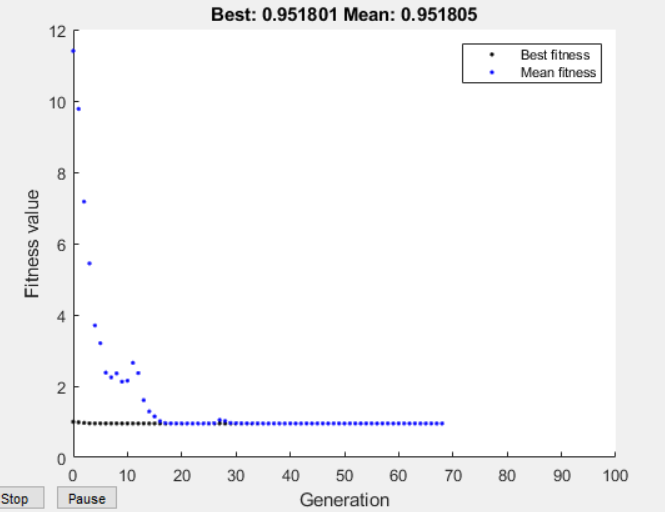 Best: 0.951801 Mean: 0.951805
Best fitness
Mean fitness
Fitness value
12
10
8
6
4
2
0
0 10 20 30 40 50 60 70 80 90 100
Generation
Stop Pause